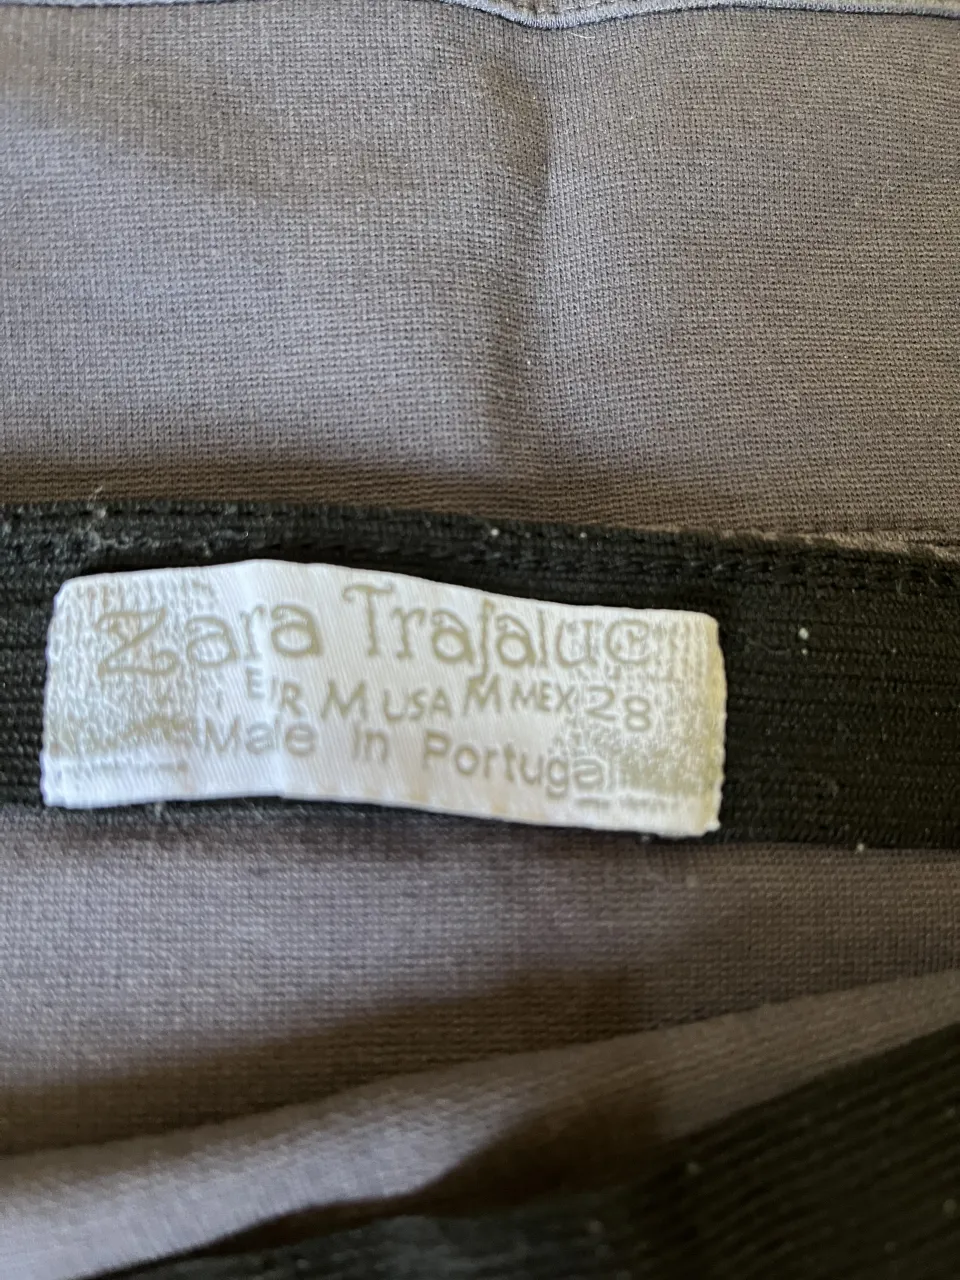 Zara Trafaluc
EUR M USA M MEX 28
Made in Portugal